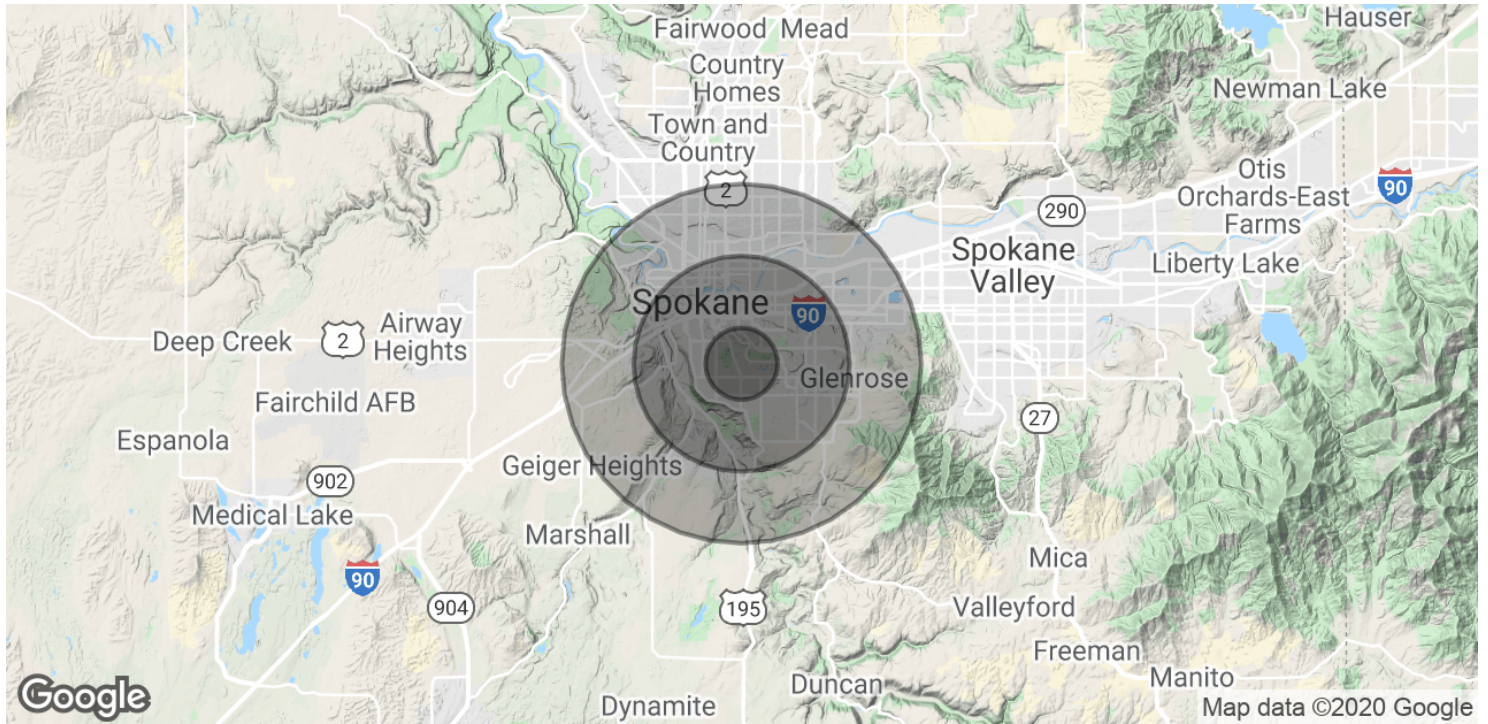 Hauser
Fairwood Mead
Country
Homes
Newman Lake
Town and
Country
Otis
Orchards-East
Farms
2
90
290
Spokane
Valley
Liberty Lake
Spokane
90
Airway
Heights
Deep Creek
2
Glenrose
Fairchild AFB
27
Espanola
Geiger Heights
902
Medical Lake
Marshall
Mica
90
904
195
Valleyford
Freeman
Manito
Duncan
Dynamite
Google
Map data ©2020 Google